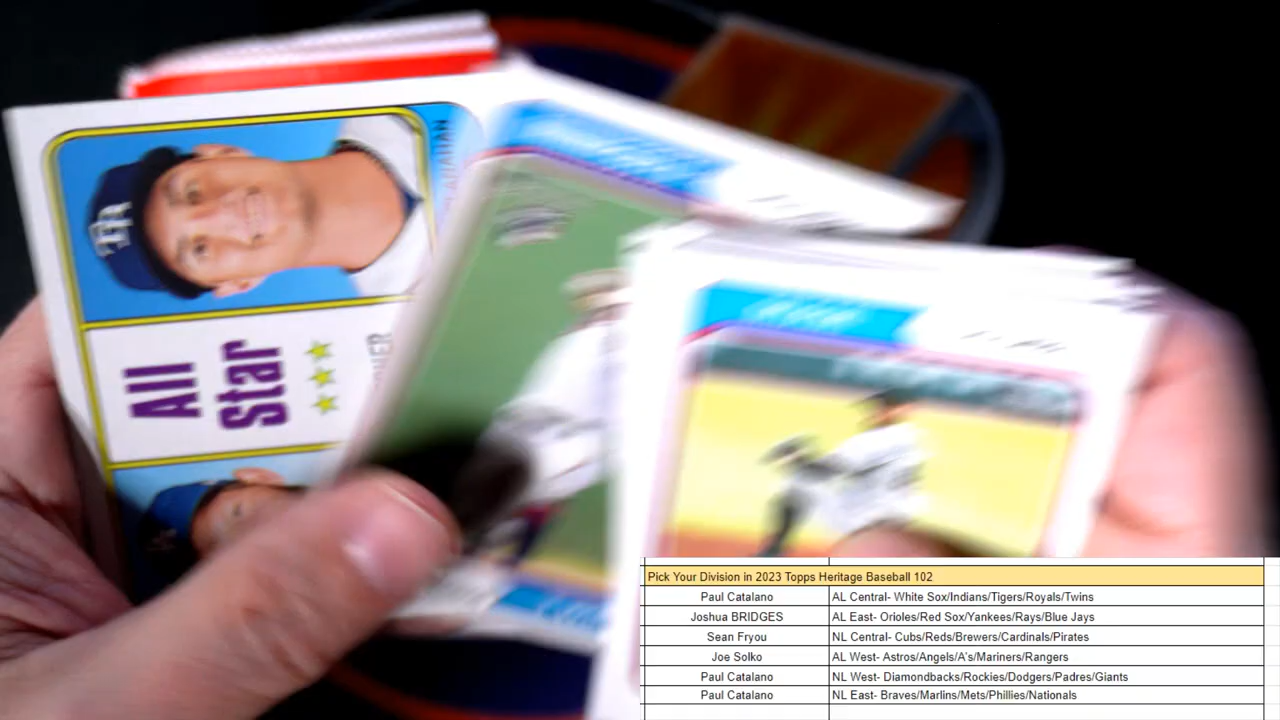 All
Star
TB
Pick Your Division in 2023 Topps Heritage Baseball 102
Paul Catalano AL Central- White Sox/Indians/Tigers/Royals/Twins
Joshua BRIDGES AL East- Orioles/Red Sox/Yankees/Rays/Blue Jays
Sean Fryou NL Central- Cubs/Reds/Brewers/Cardinals/Pirates
Joe Solko AL West- Astros/Angels/A's/Mariners/Rangers
Paul Catalano NL West- Diamondbacks/Rockies/Dodgers/Padres/Giants
Paul Catalano NL East- Braves/Marlins/Mets/Phillies/Nationals